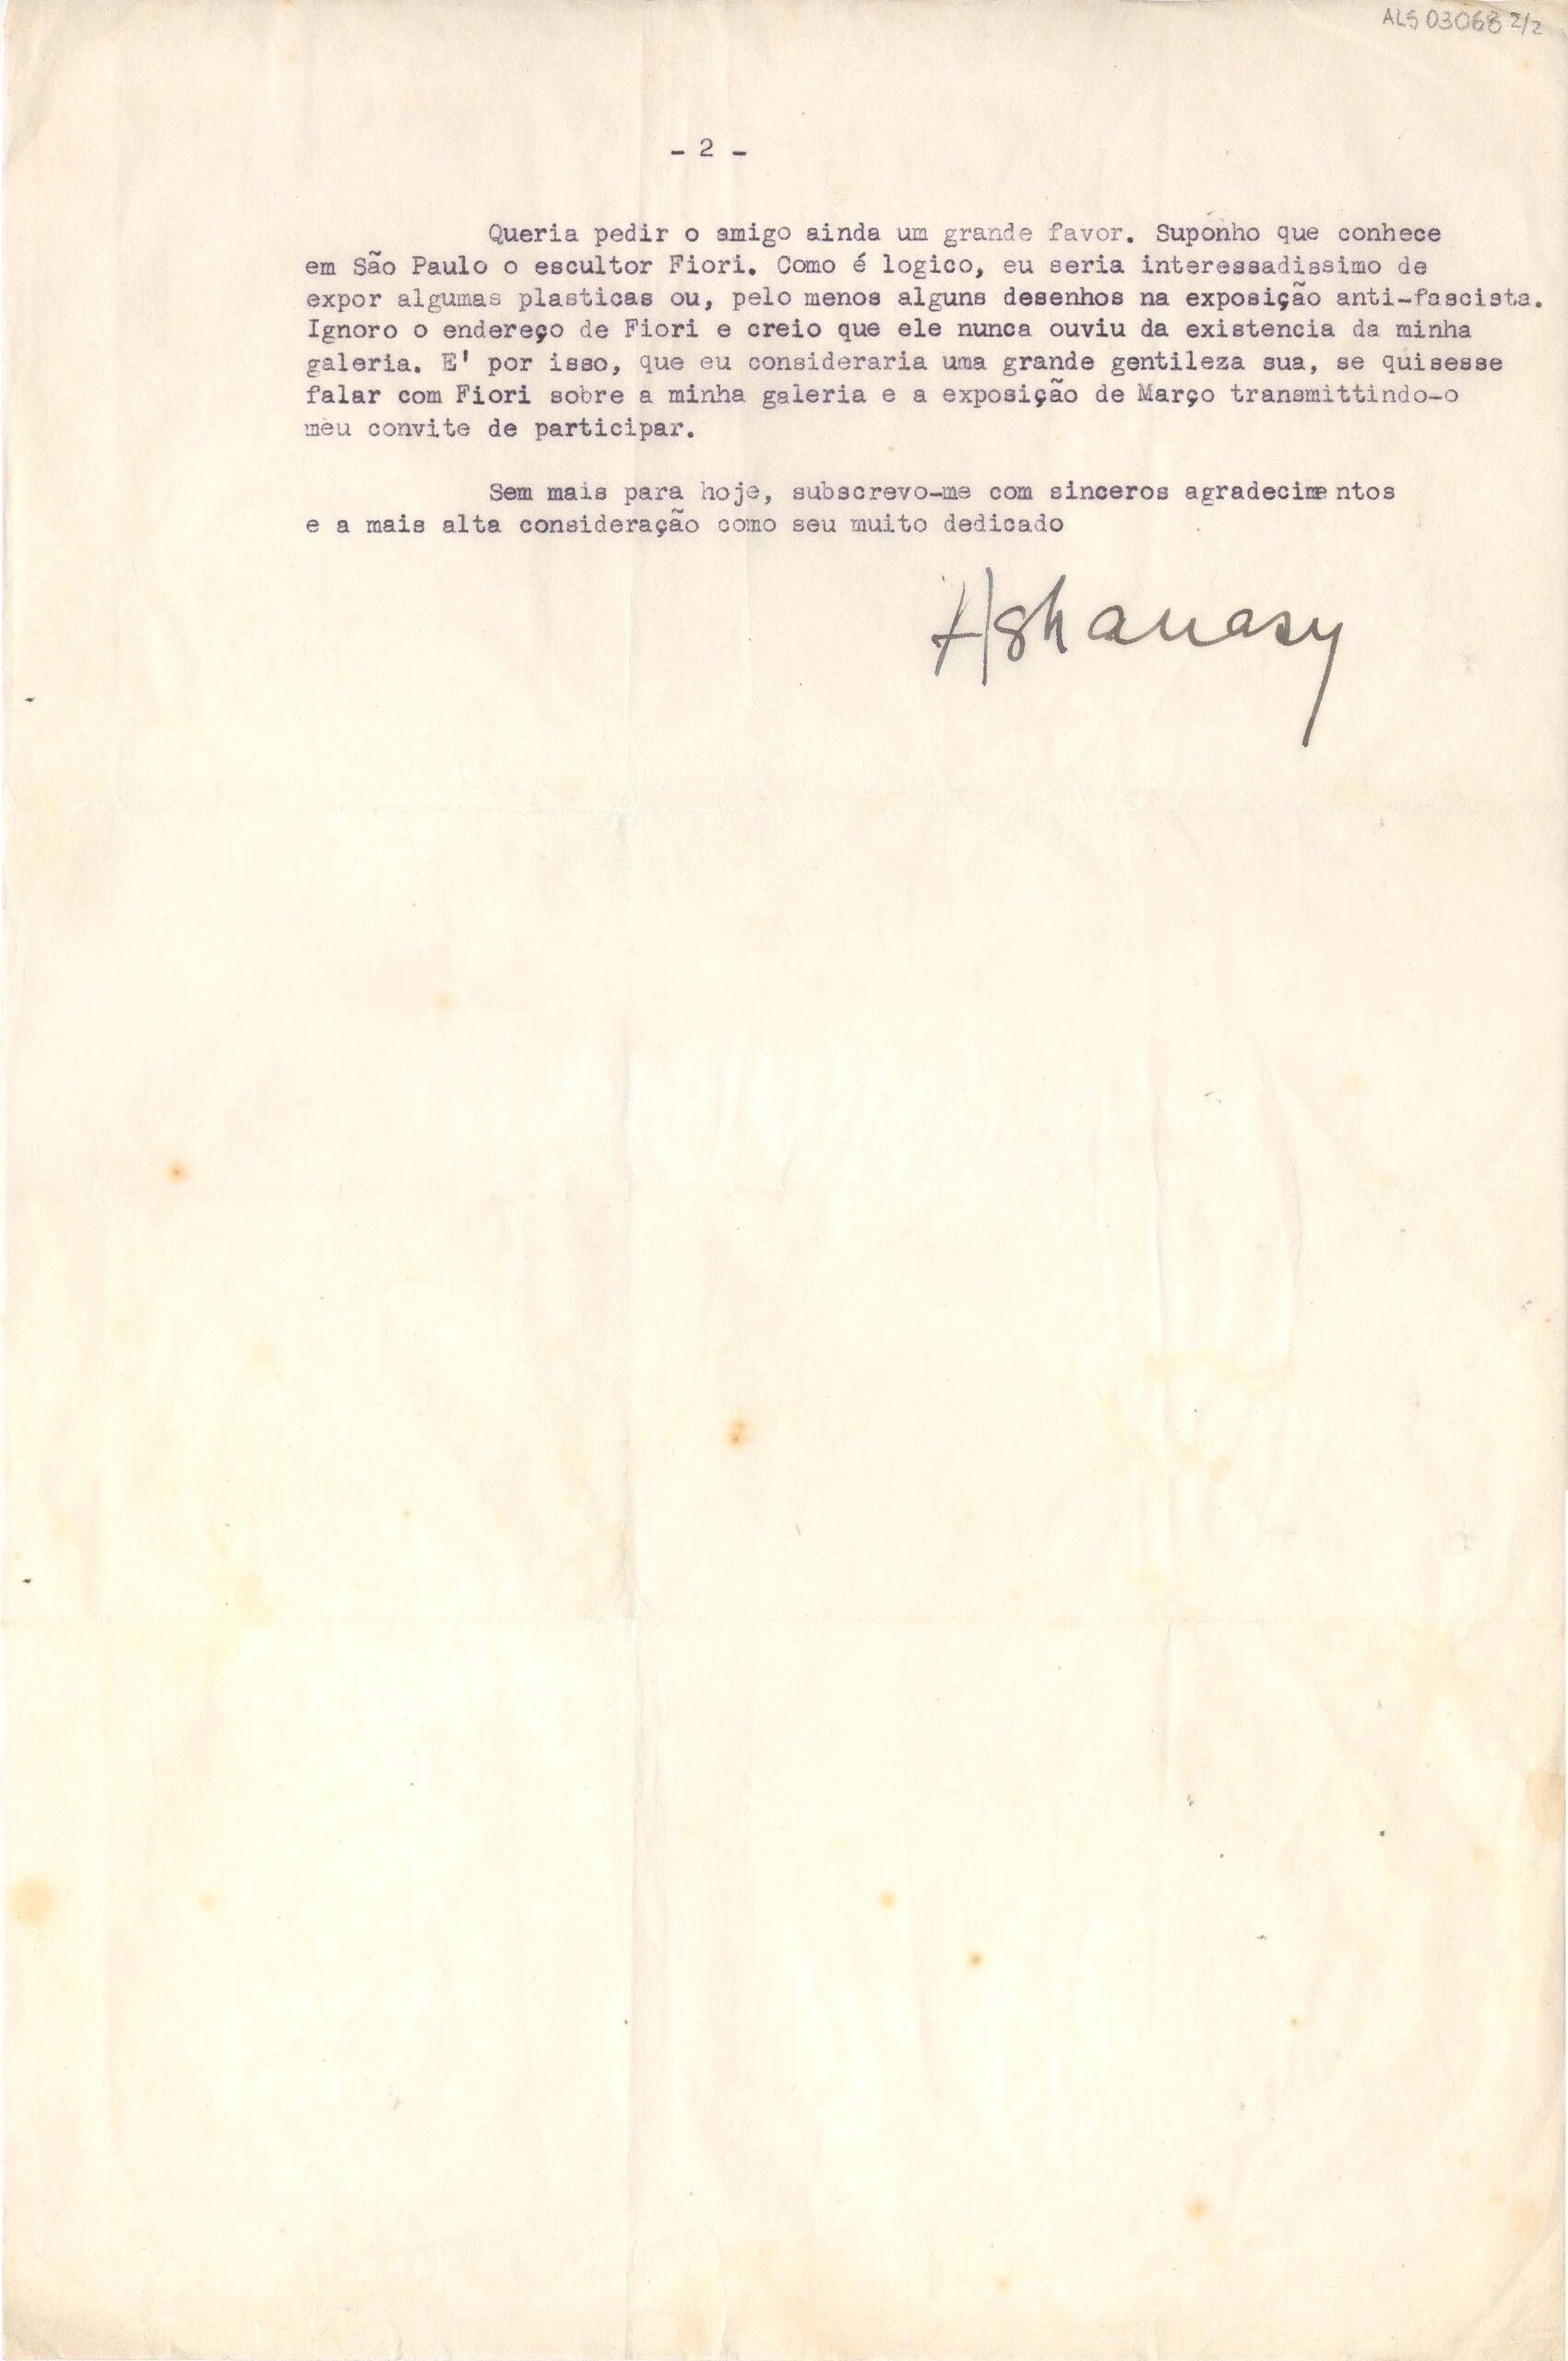 ALS 03068 2/2
- 2 -
Queria pedir o amigo ainda um grande favor. Suponho que conhece
em São Paulo o escultor Fiori. Como é logico, eu seria interessadissimo de
expor algumas plasticas ou, pelo menos alguns desenhos na exposição anti-fascista.
Ignoro o endereço de Fiori e creio que ele nunca ouviu da existencia da minha
galeria. E' por isso, que eu consideraria uma grande gentileza sua, se quisesse
falar com Fiori sobre a minha galeria e a exposição de Março transmittindo-o
meu convite de participar.
Sem mais para hoje, subscrevo-me com sinceros agradecimentos
e a mais alta consideração como seu muito dedicado
Askanasy